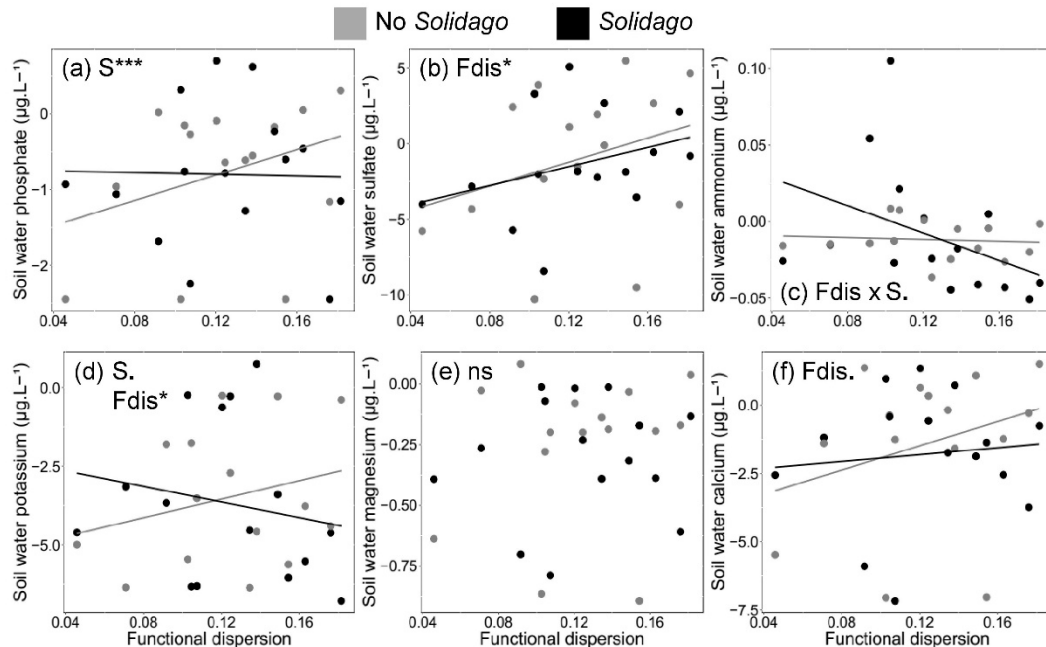 No Solidago Solidago
(a) S***
Soil water phosphate (µg.L−1)
0
−1
−2
0.04 0.08 0.12 0.16
(b) Fdis*
Soil water sulfate (µg.L−1)
5
0
−5
−10
0.04 0.08 0.12 0.16
(c) Fdis x S.
Soil water ammonium (µg.L−1)
0.10
0.05
0.00
−0.05
0.04 0.08 0.12 0.16
(d) S.
Fdis*
Soil water potassium (µg.L−1)
0.0
−2.5
−5.0
0.04 0.08 0.12 0.16
Functional dispersion
(e) ns
Soil water magnesium (µg.L−1)
0.00
−0.25
−0.50
−0.75
0.04 0.08 0.12 0.16
Functional dispersion
(f) Fdis.
Soil water calcium (µg.L−1)
0.0
−2.5
−5.0
−7.5
0.04 0.08 0.12 0.16
Functional dispersion